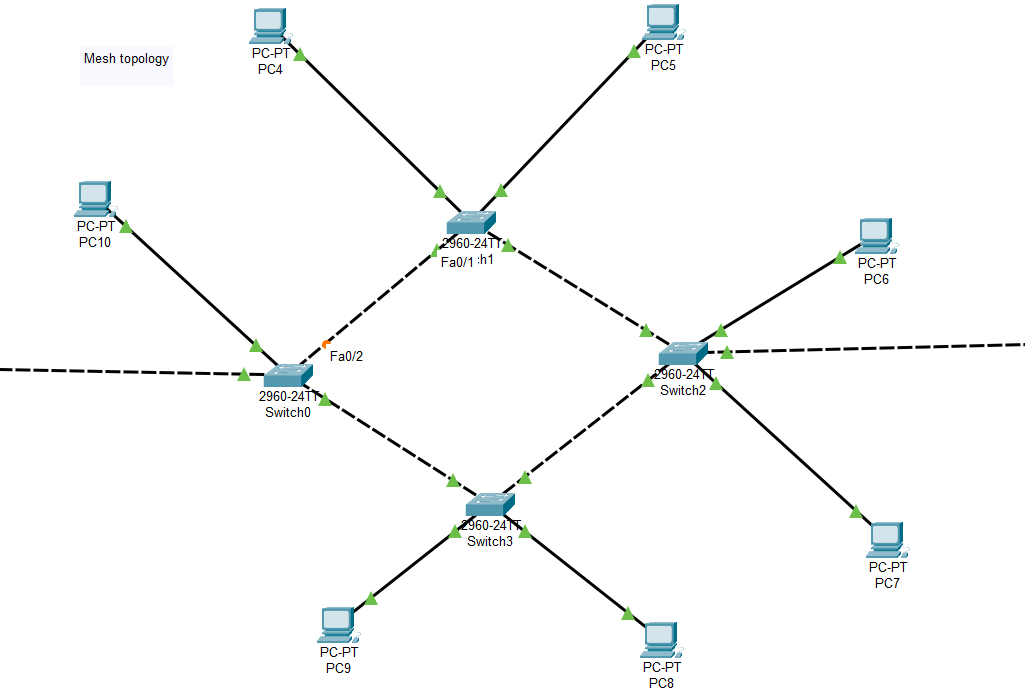 Mesh topology
PC-PT
PC4
PC-PT
PC5
PC-PT
PC10
2960-24TT
Fa0/1
h1
PC-PT
PC6
Fa0/2
2960-24TT
Switch2
2960-24TT
Switch0
2960-24TT
Switch3
PC-PT
PC7
PC-PT
PC9
PC-PT
PC8